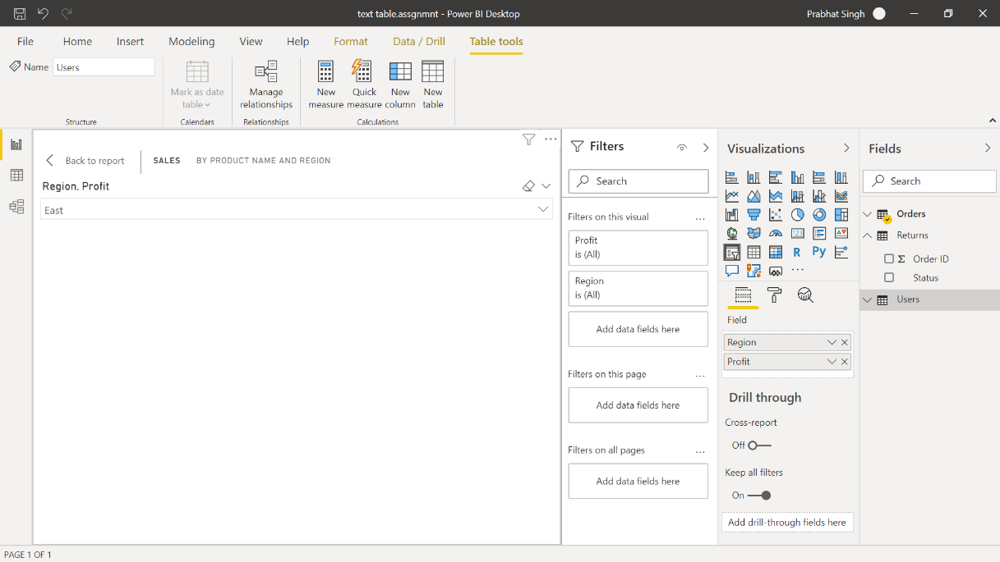 text table.assgnmnt - Power BI Desktop
Prabhat Singh
File Home Insert Modeling View Help Format Data / Drill Table tools
Name Users
Mark as date table
Manage relationships
New measure
Quick measure
New column
New table
Structure Calendars Relationships Calculations
Back to report
SALES BY PRODUCT NAME AND REGION
Region, Profit
East
Filters
Search
Filters on this visual ...
Profit
is (All)
Region
is (All)
Add data fields here
Filters on this page ...
Add data fields here
Filters on all pages ...
Add data fields here
Visualizations
123
R Py
...
Field
Region
Profit
Drill through
Cross-report
Off
Keep all filters
On
Add drill-through fields here
Fields
Search
Orders
Returns
Σ Order ID
Status
Users
PAGE 1 OF 1